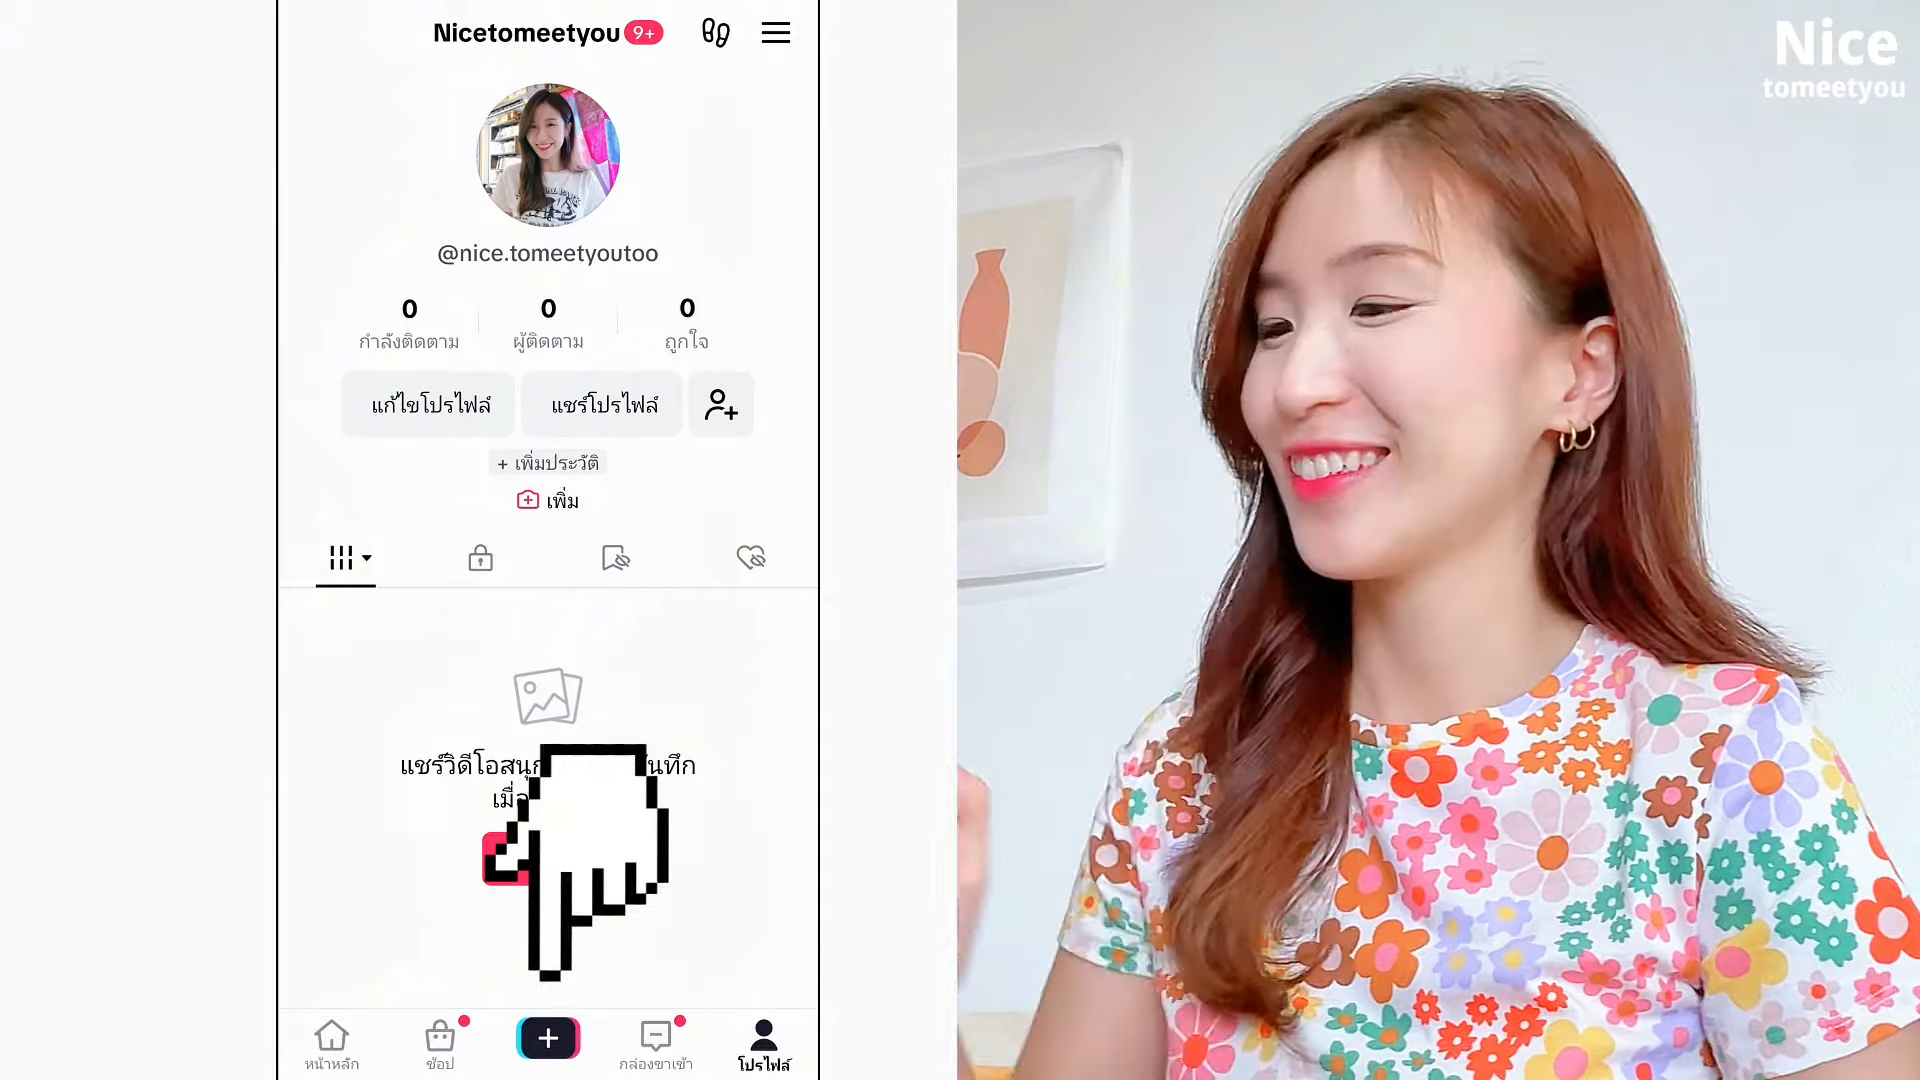 Nicetomeetyou 9+
@nice.tomeetyoutoo
0 0 0
กำลังติดตาม ผู้ติดตาม ถูกใจ
แก้ไขโปรไฟล์ แชร์โปรไฟล์
+ เพิ่มประวัติ
เพิ่ม
แชร์วิดีโอสนุก
หน้าหลัก ช้อป กล่องขาเข้า โปรไฟล์
Nice
tomeetyou